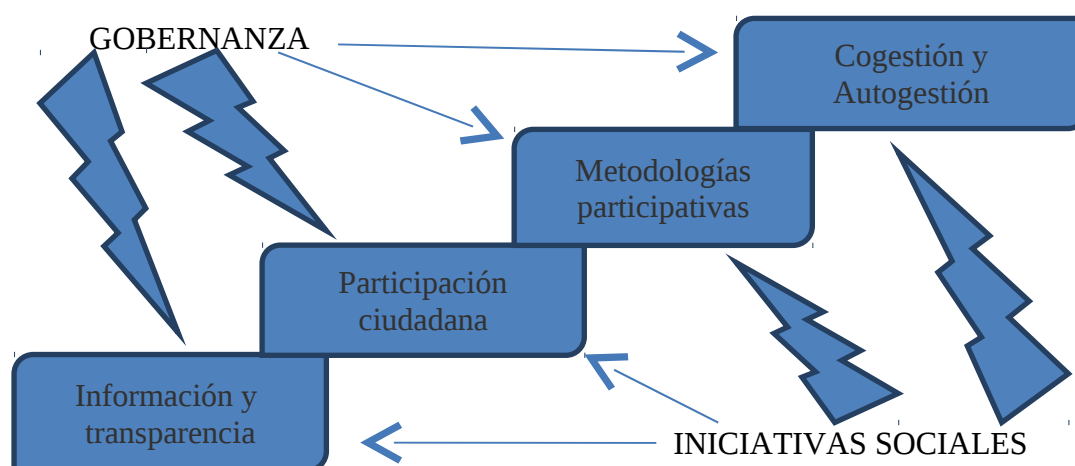 GOBERNANZA
Cogestión y
Autogestión
Metodologías
participativas
Participación
ciudadana
Información y
transparencia
INICIATIVAS SOCIALES